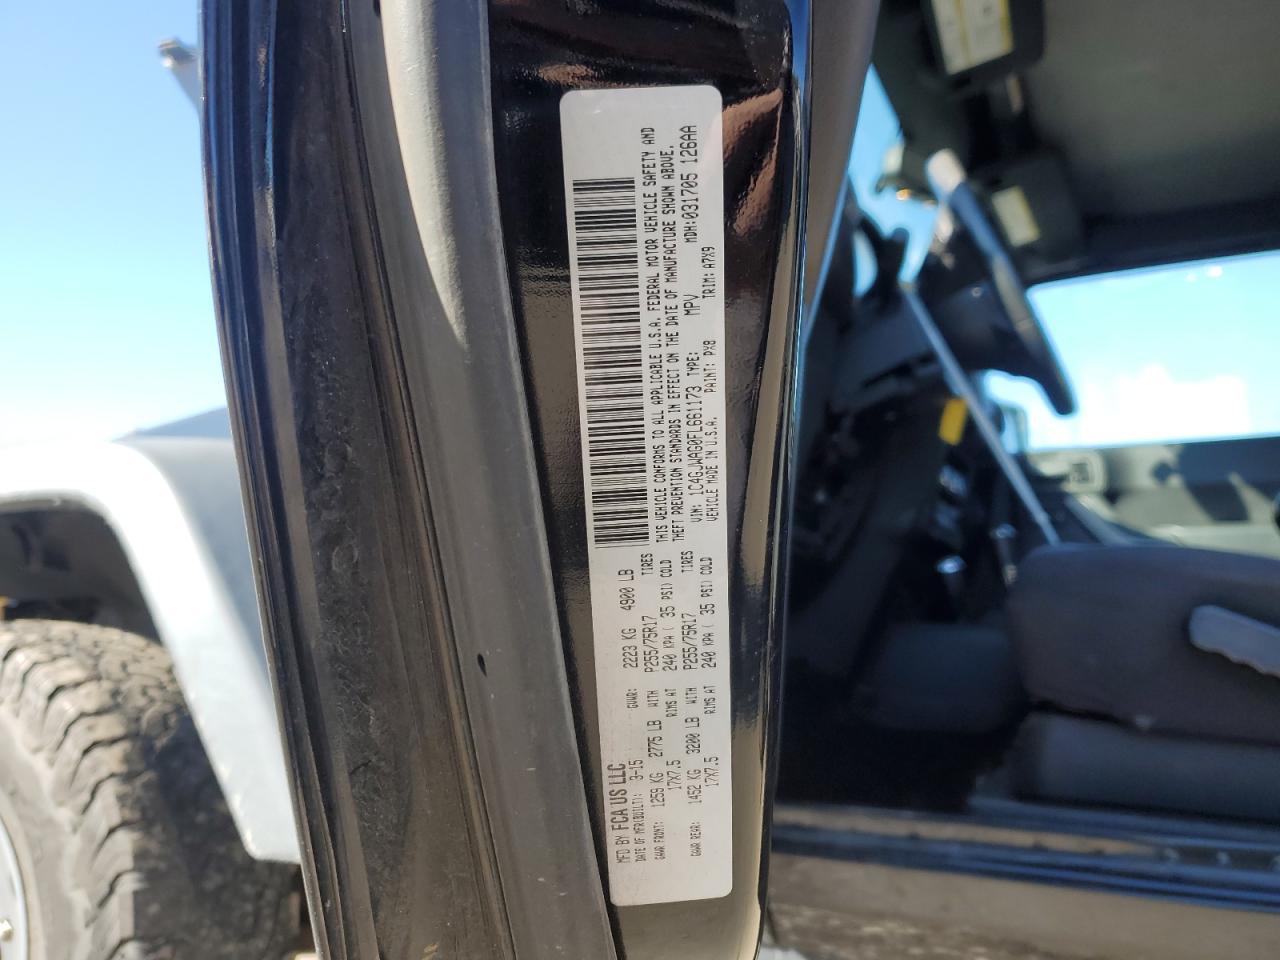 MFD BY FCA US LLC
DATE OF MFR(BUILT): 3-15 GVWR: 2223 KG 4900 LB
GAWR FRONT: 1259 KG 2775 LB WITH P255/75R17 TIRES
17X7.5 RIMS AT 240 KPA ( 35 PSI) COLD
GAWR REAR: 1452 KG 3200 LB WITH P255/75R17 TIRES
17X7.5 RIMS AT 240 KPA ( 35 PSI) COLD
THIS VEHICLE CONFORMS TO ALL APPLICABLE U.S.A. FEDERAL MOTOR VEHICLE SAFETY AND
THEFT PREVENTION STANDARDS IN EFFECT ON THE DATE OF MANUFACTURE SHOWN ABOVE.
VIN: 1C4GJWAG0FL661173 TYPE: MPV MDH:031705 126AA
VEHICLE MADE IN U.S.A. PAINT: PX8 TRIM: A7X9